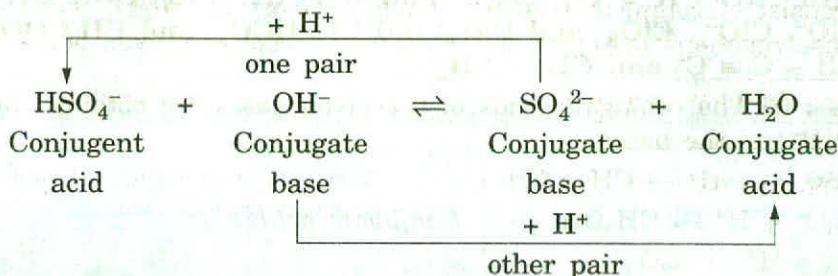 + H⁺
one pair
HSO₄⁻ + OH⁻ ⇌ SO₄²⁻ + H₂O
Conjugent Conjugate Conjugate Conjugate
acid base base acid
+ H⁺
other pair